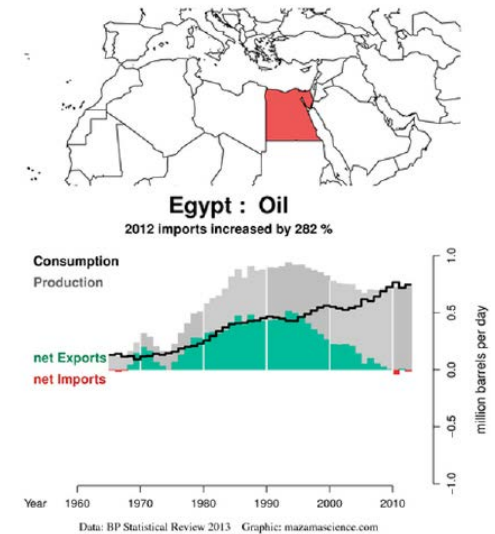 Egypt : Oil
2012 imports increased by 282 %
Consumption
Production
net Exports
net Imports
1.0
0.5
0.0
-0.5
-1.0
million barrels per day
Year 1960 1970 1980 1990 2000 2010
Data: BP Statistical Review 2013 Graphic: mazamascience.com